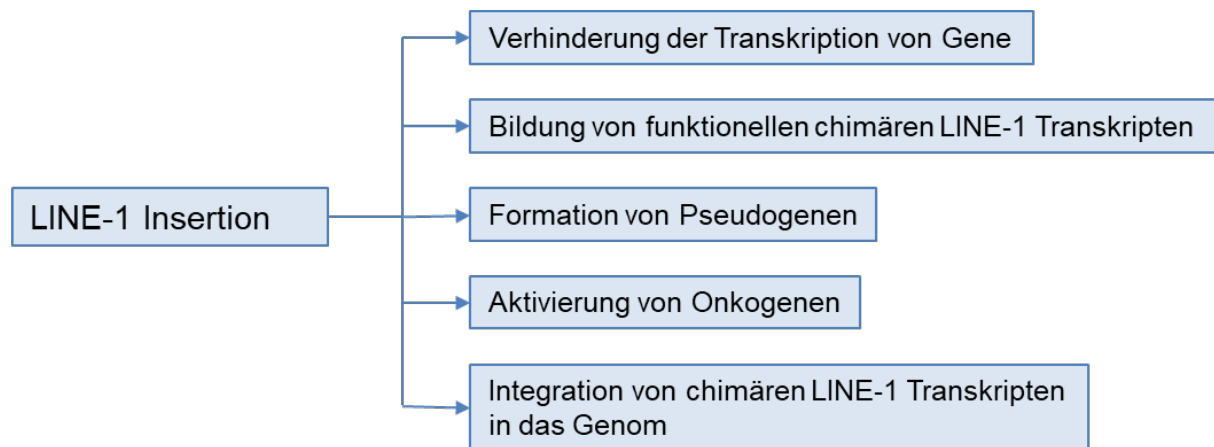 LINE-1 Insertion
Verhinderung der Transkription von Gene
Bildung von funktionellen chimären LINE-1 Transkripten
Formation von Pseudogenen
Aktivierung von Onkogenen
Integration von chimären LINE-1 Transkripten
in das Genom